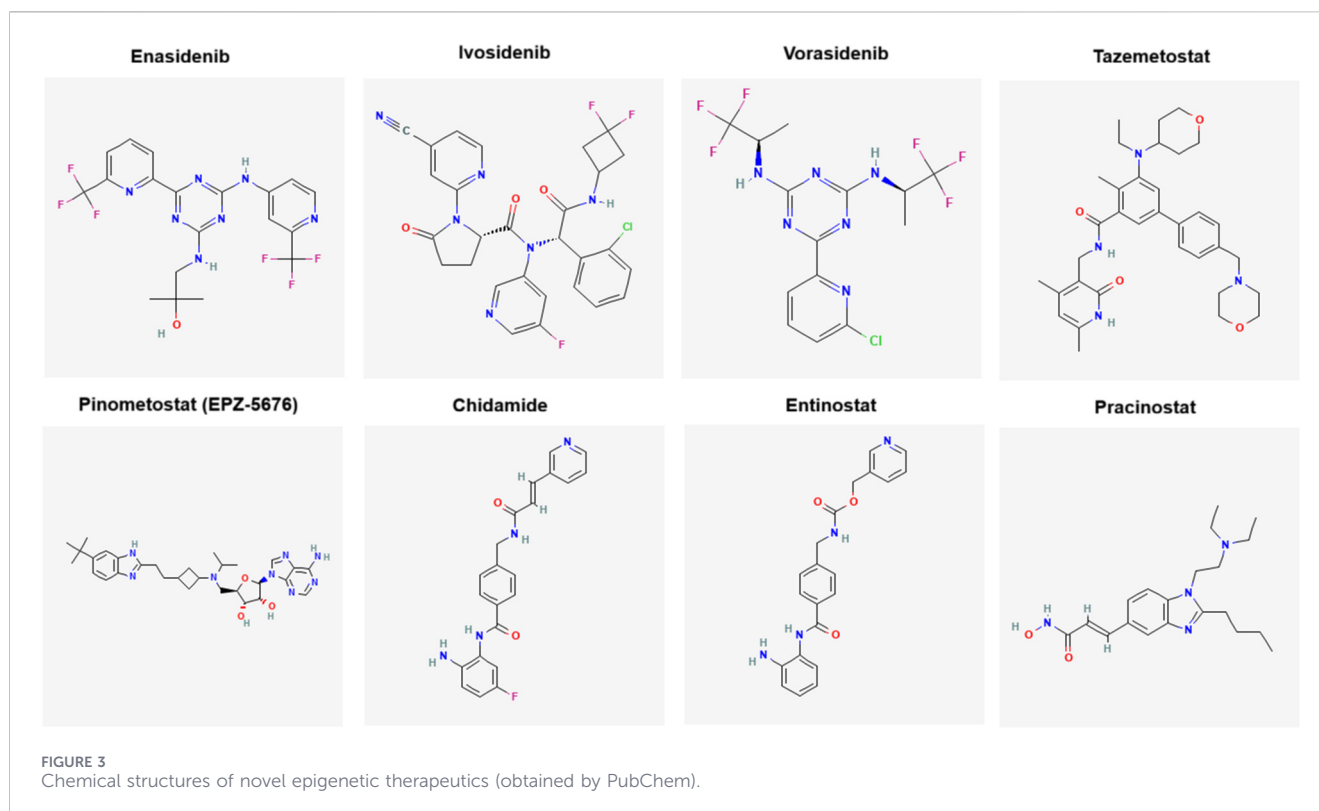 Enasidenib
Ivosidenib
Vorasidenib
Tazemetostat
Pinometostat (EPZ-5676)
Chidamide
Entinostat
Pracinostat
FIGURE 3
Chemical structures of novel epigenetic therapeutics (obtained by PubChem).